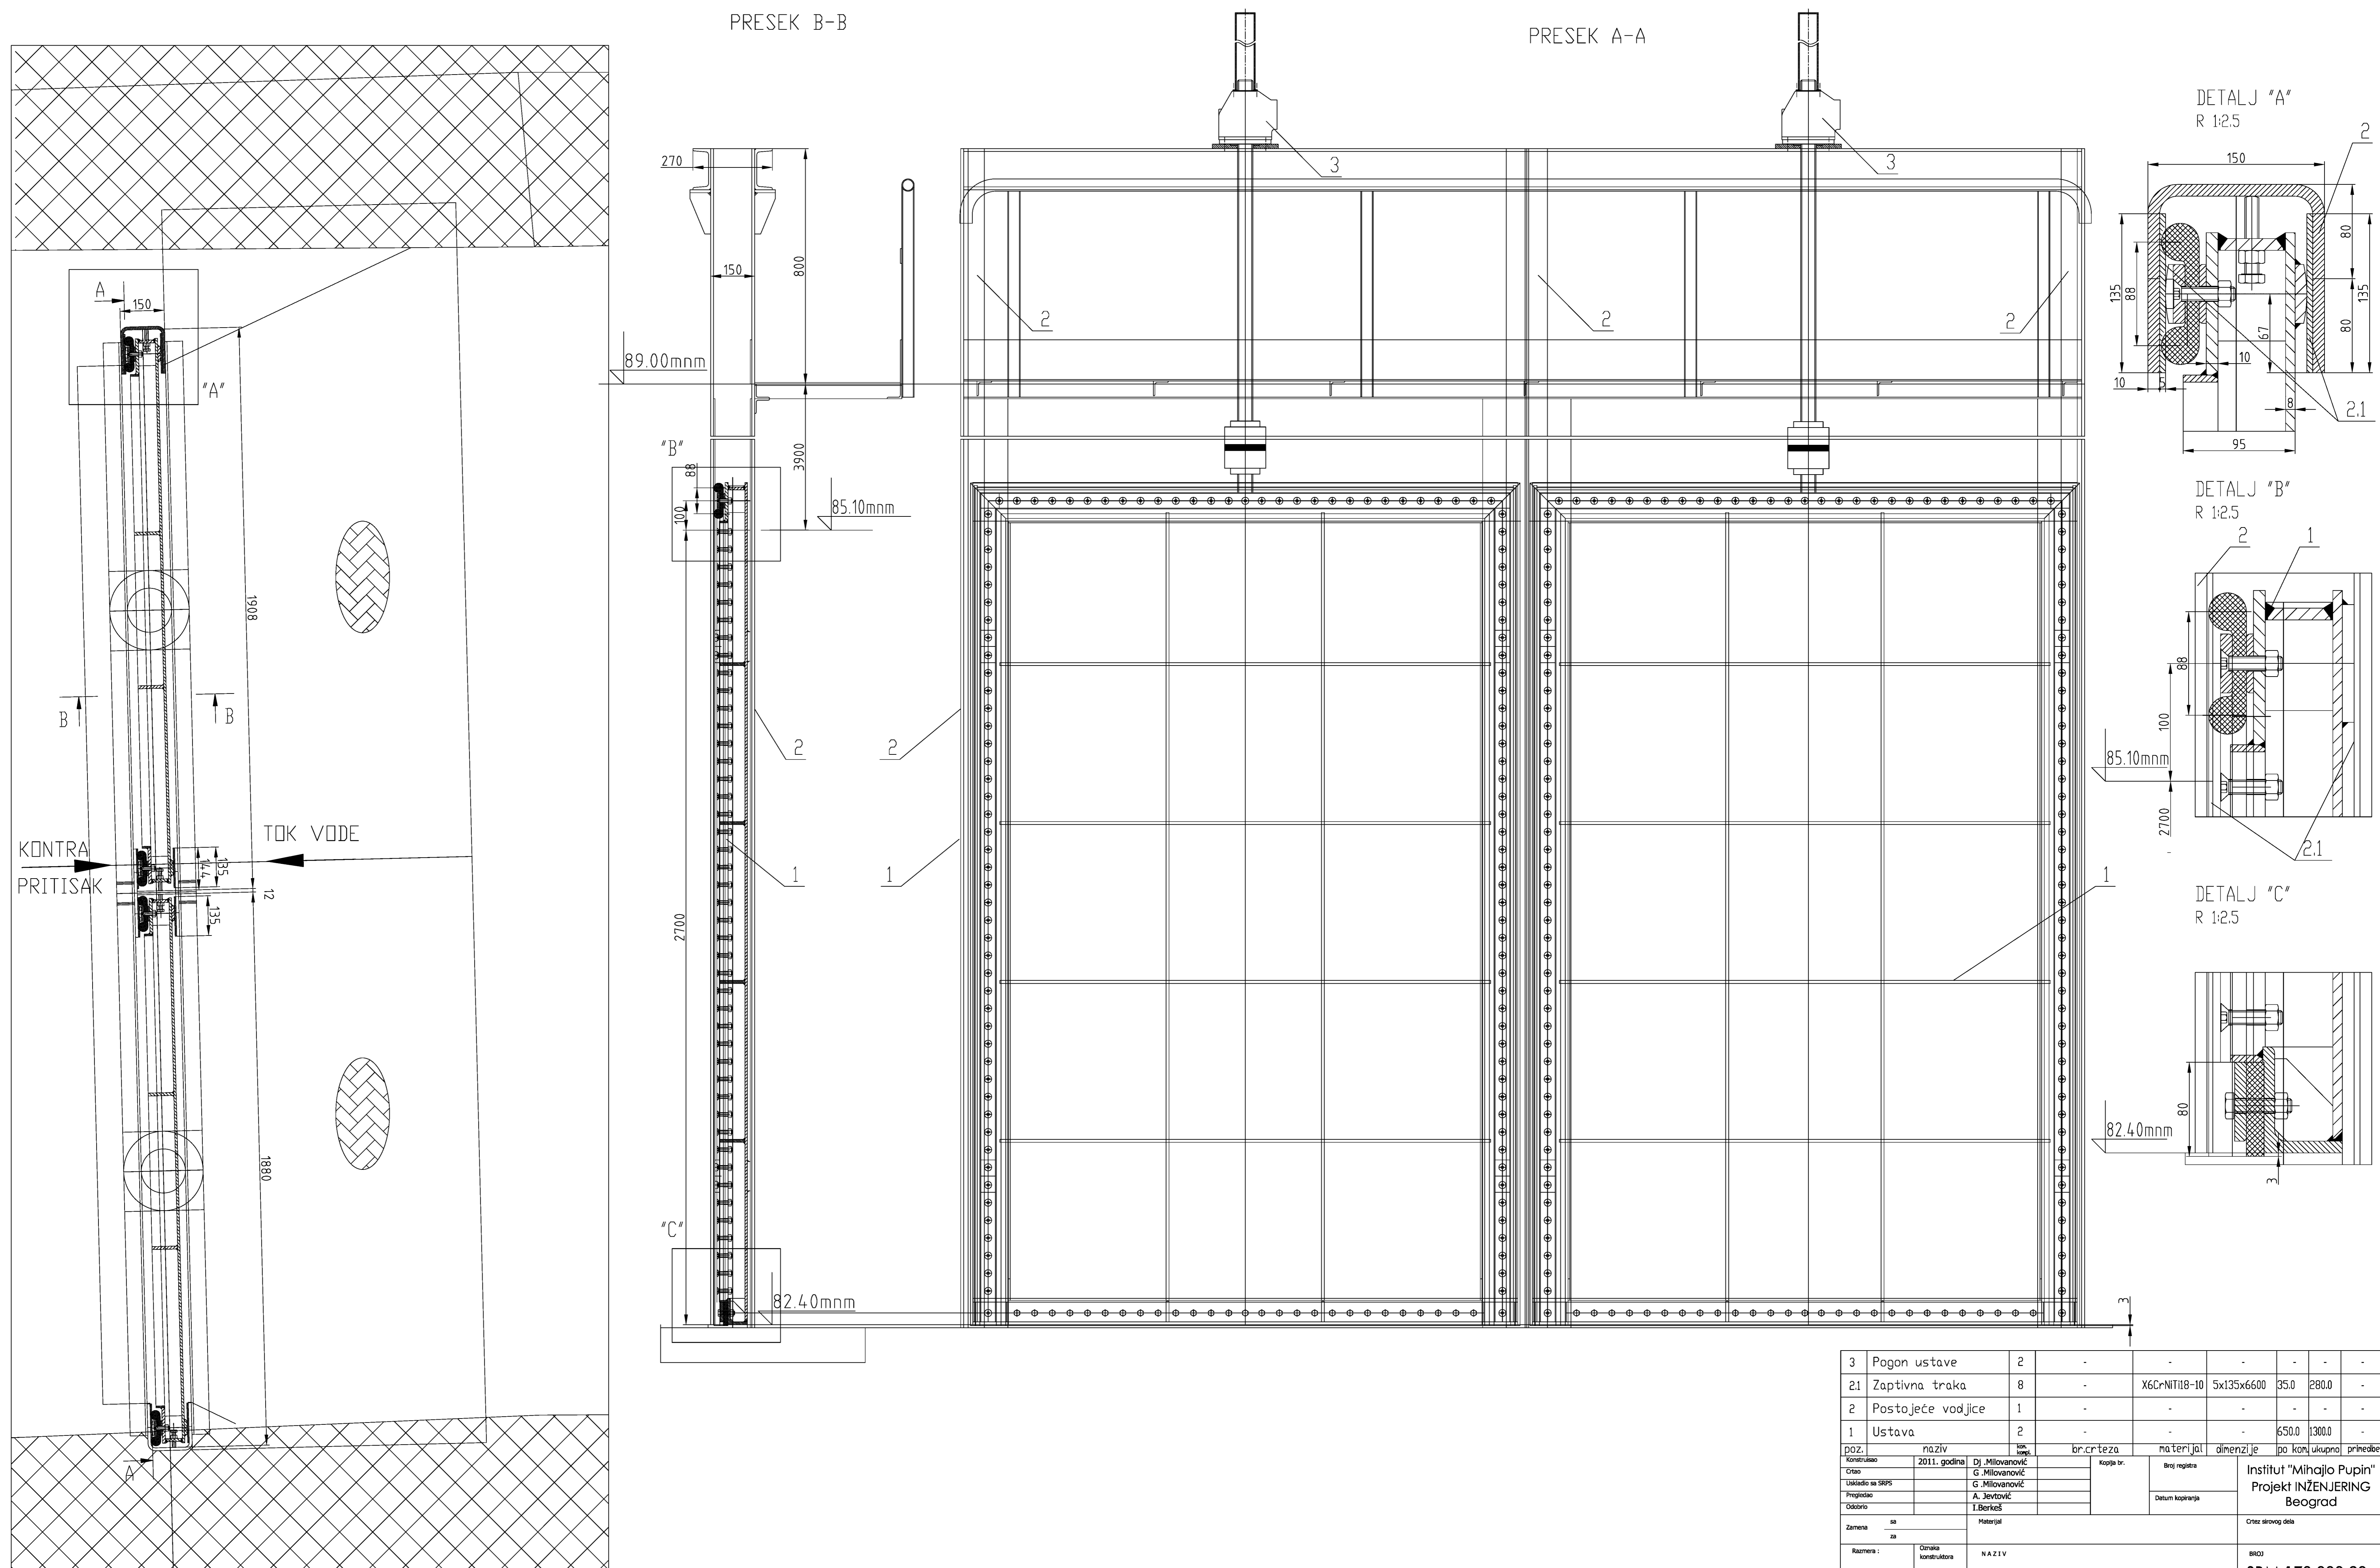 PRESEK B-B
PRESEK A-A
A
150
"A"
1908
B
B
KONTRA
PRITISAK
TOK VODE
135
144
12
135
1880
A
270
150
800
89.00mnm
3900
"B"
88
100
85.10mnm
2
1
2700
"C"
82.40mnm
3
3
2
2
2
2
1
1
3
DETALJ "A"
R 1:2.5
2
150
80
135
88
135
67
80
10
10
5
8
2.1
95
DETALJ "B"
R 1:2.5
2
1
88
100
85.10mnm
2700
2.1
DETALJ "C"
R 1:2.5
80
82.40mnm
3
3 Pogon ustave 2 - - - - - -
2.1 Zaptivna traka 8 - X6CrNiTi18-10 5x135x6600 35.0 280.0 -
2 Postojeće vodjice 1 - - - - - -
1 Ustava 2 - - - 650.0 1300.0 -
poz. naziv kom. kompl. br.crteza materijal dimenzije po kom. ukupno primedbe
Konstruisao 2011. godina Dj .Milovanović Kopija br. Broj registra
Crtao G .Milovanović
Uskladio sa SRPS G .Milovanović
Pregledao A. Jevtović Datum kopiranja
Odobrio I.Berkeš
Institut "Mihajlo Pupin"
Projekt INŽENJERING
Beograd
Zamena sa Materijal Crtez sirovog dela
za
Razmera : Oznaka konstruktora NAZIV BROJ